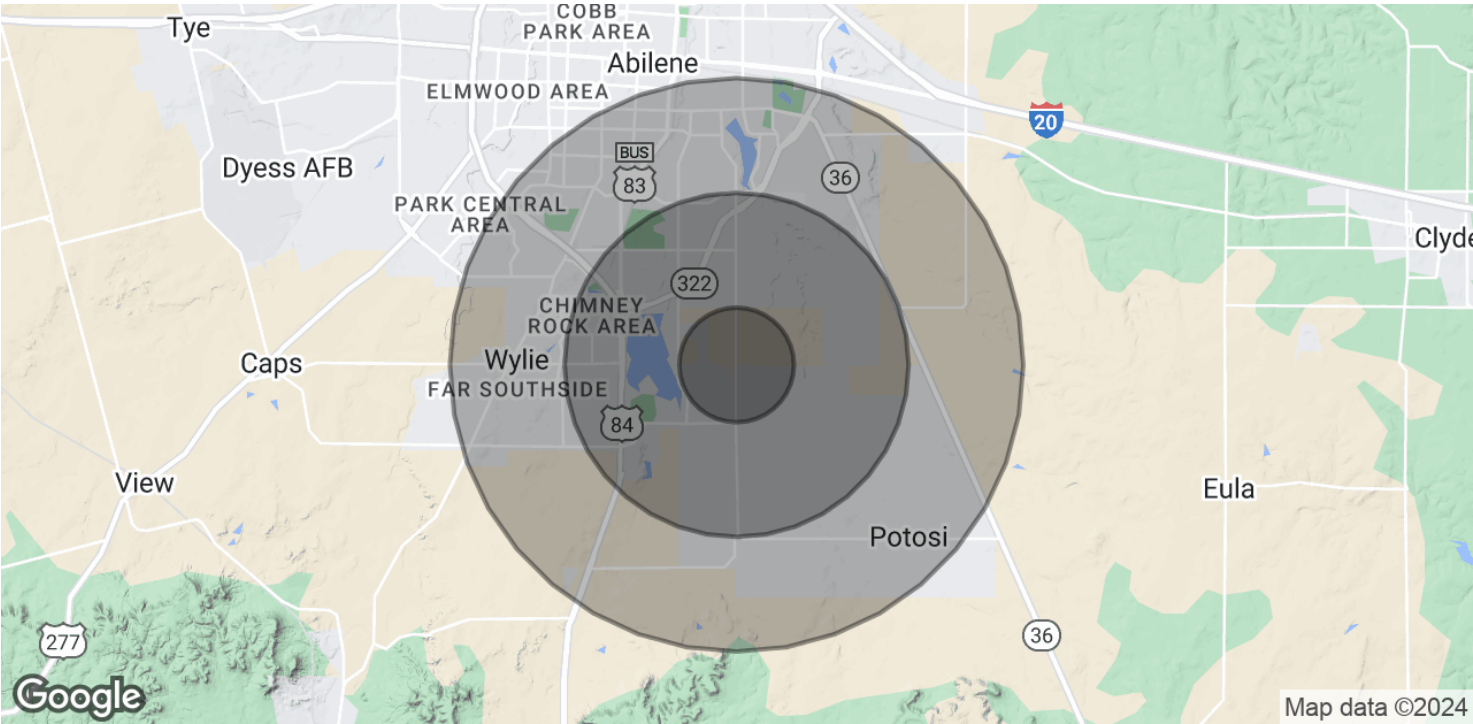 COBB
PARK AREA
Tye
Abilene
ELMWOOD AREA
20
BUS
83
Dyess AFB
36
PARK CENTRAL
AREA
Clyde
322
CHIMNEY
ROCK AREA
Wylie
Caps
FAR SOUTHSIDE
84
View
Eula
Potosi
277
36
Google
Map data ©2024